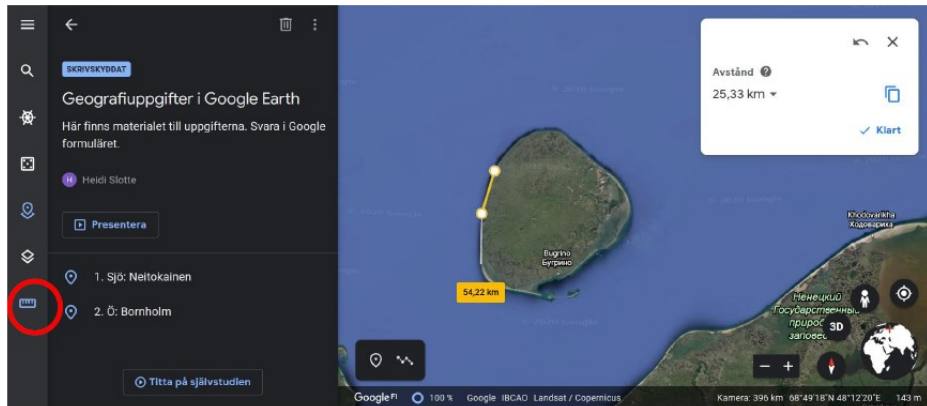 SKRIVSKYDDAT
Geografiuppgifter i Google Earth
Här finns materialet till uppgifterna. Svara i Google
formuläret.
H
Heidi Slotte
Presentera
1. Sjö: Neitokainen
2. Ö: Bornholm
Titta på självstudien
Avstånd
25,33 km
Klart
Khodovarikha
Ходовариха
Bugrino
Бугрино
54,22 km
Ненецкий
Государственный
природ
заповед
3D
Google
100 %
Google IBCAO Landsat / Copernicus
Kamera: 396 km 68°49'18"N 48°12'20"E 143 m